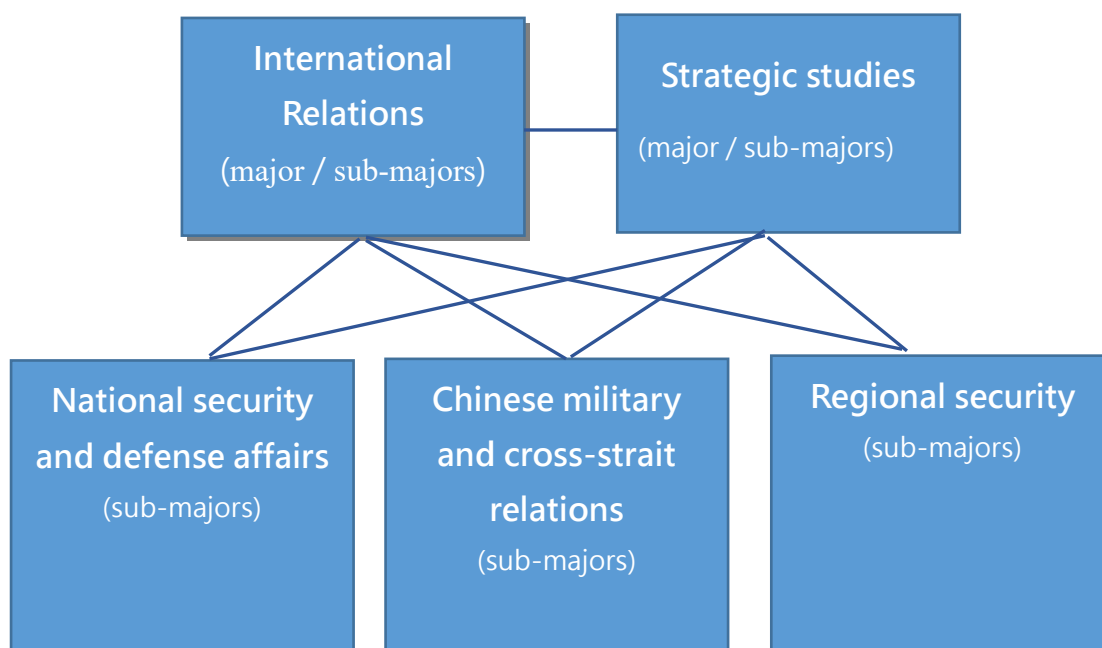 International
Relations
(major / sub-majors)
Strategic studies
(major / sub-majors)
National security
and defense affairs
(sub-majors)
Chinese military
and cross-strait
relations
(sub-majors)
Regional security
(sub-majors)